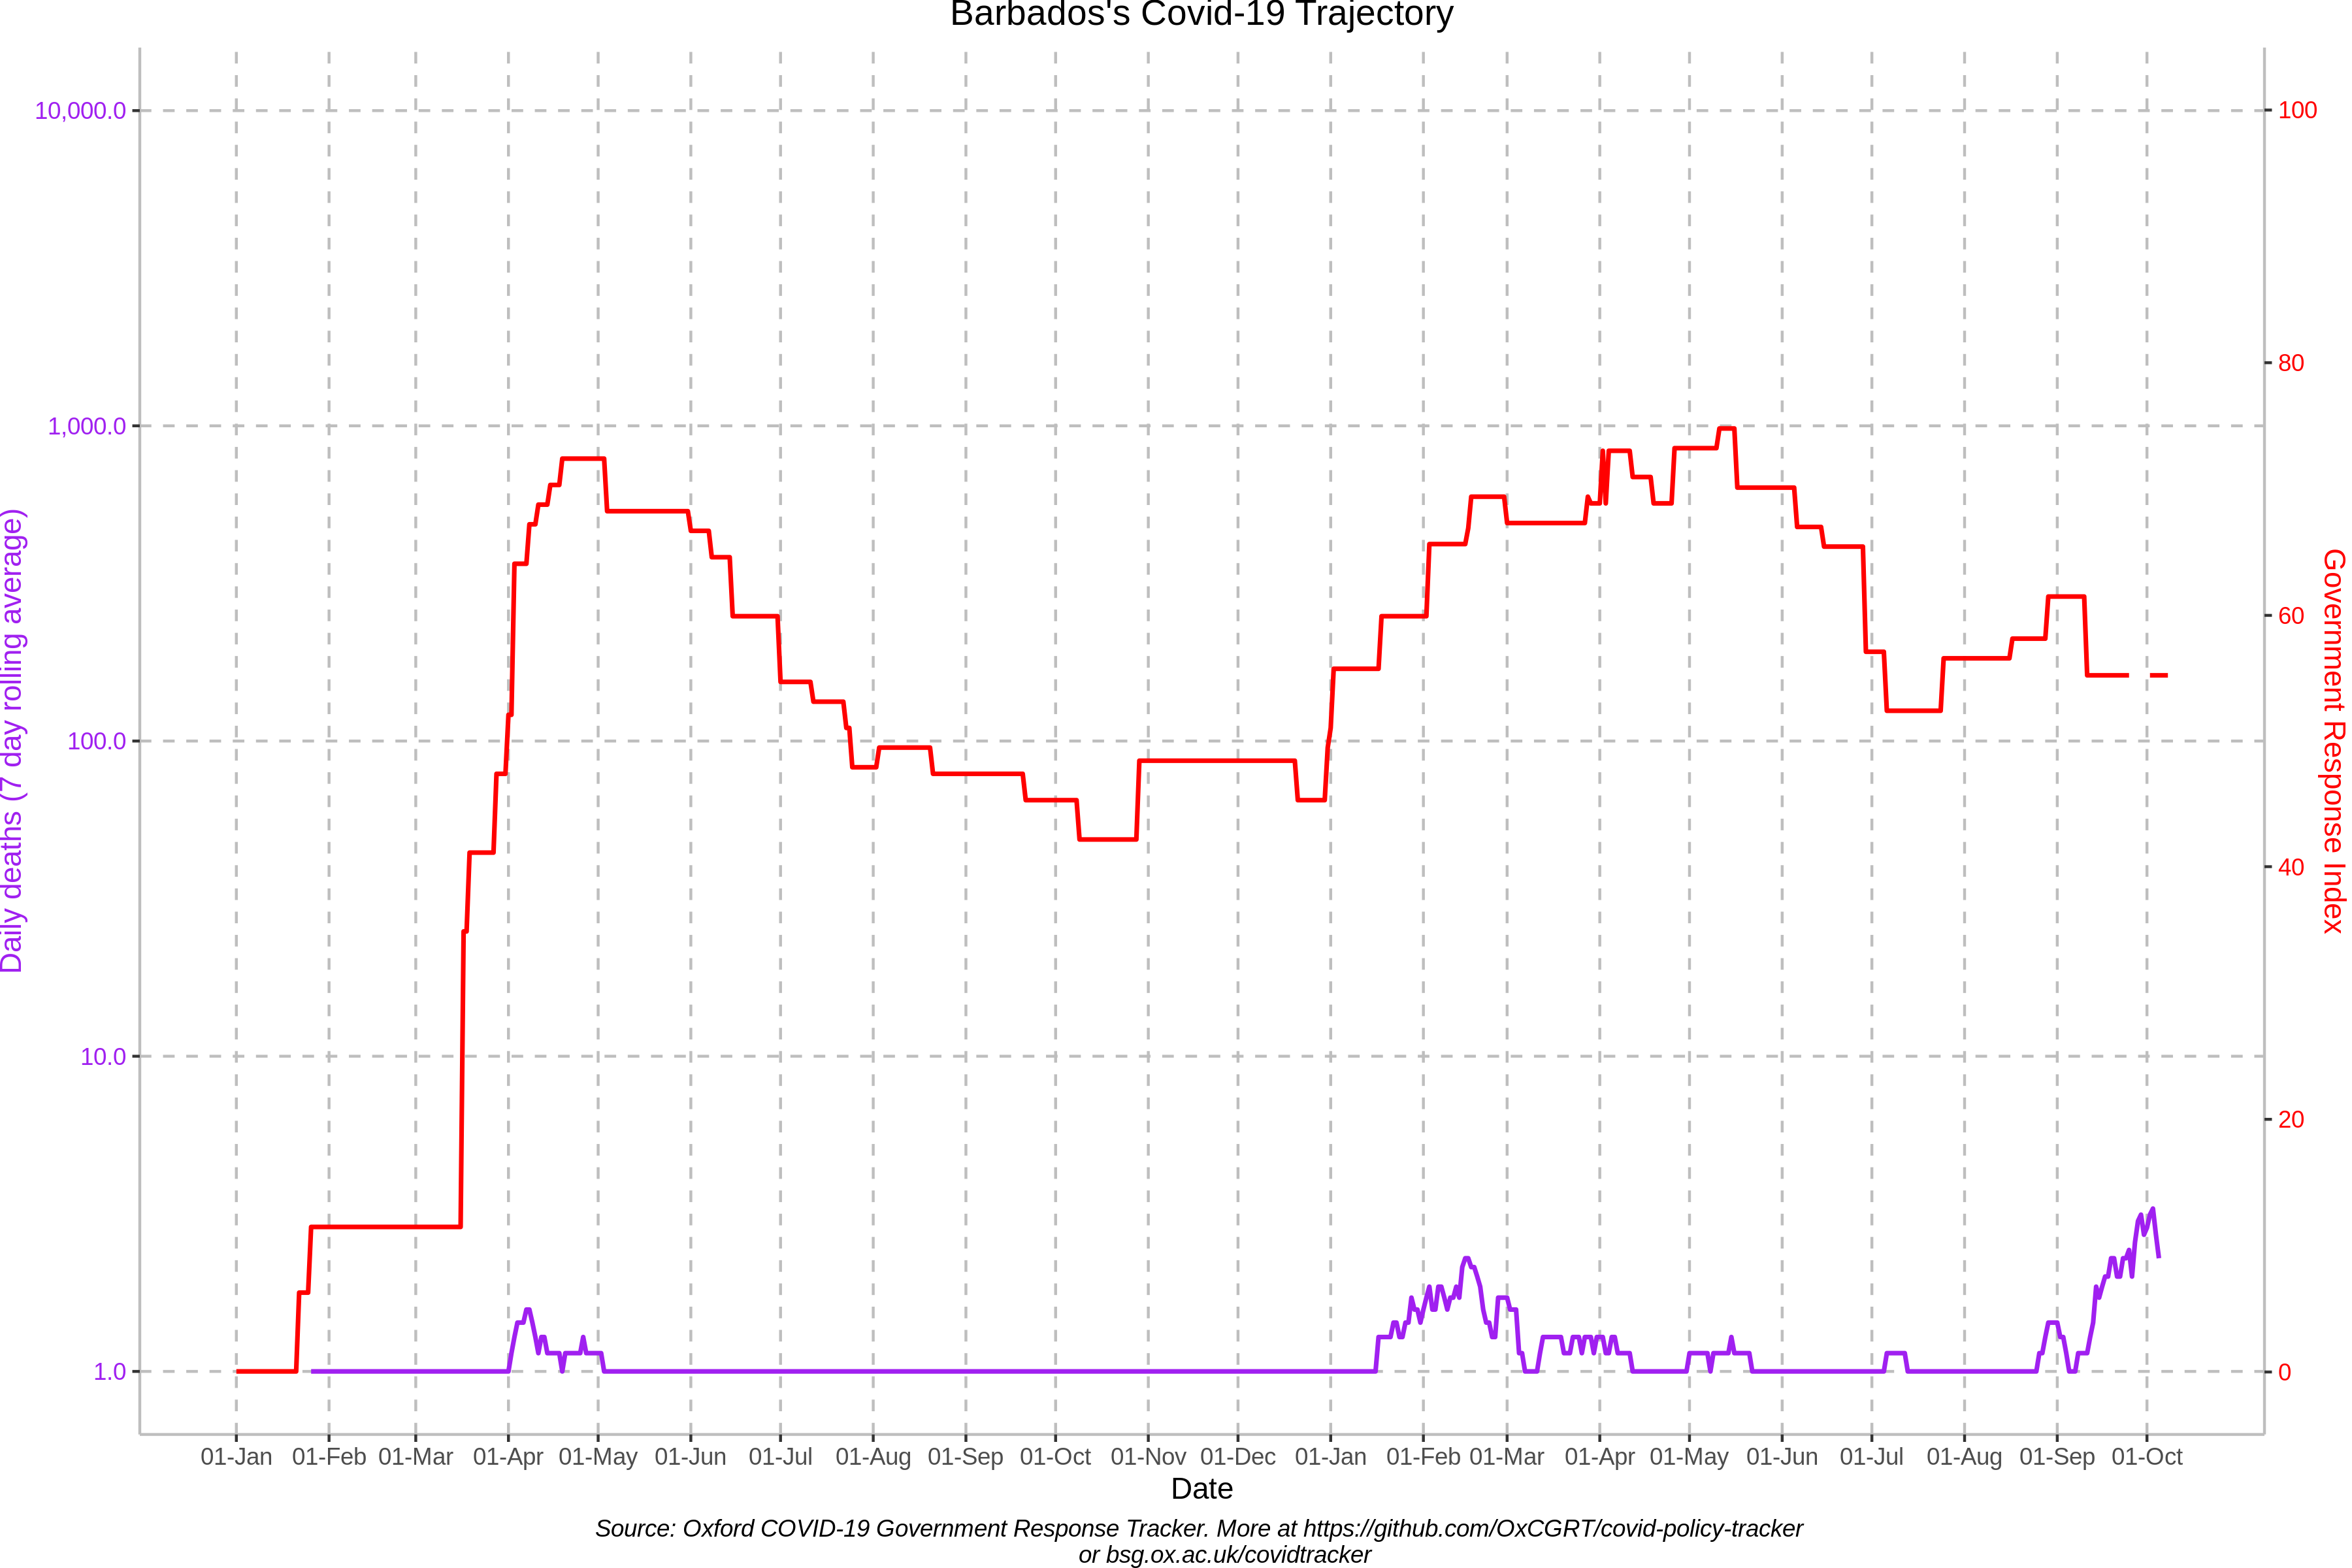 Barbados's Covid-19 Trajectory
10,000.0
1,000.0
100.0
10.0
1.0
Daily deaths (7 day rolling average)
100
80
60
40
20
0
Government Response Index
01-Jan 01-Feb 01-Mar 01-Apr 01-May 01-Jun 01-Jul 01-Aug 01-Sep 01-Oct 01-Nov 01-Dec 01-Jan 01-Feb 01-Mar 01-Apr 01-May 01-Jun 01-Jul 01-Aug 01-Sep 01-Oct
Date
Source: Oxford COVID-19 Government Response Tracker. More at https://github.com/OxCGRT/covid-policy-tracker
or bsg.ox.ac.uk/covidtracker